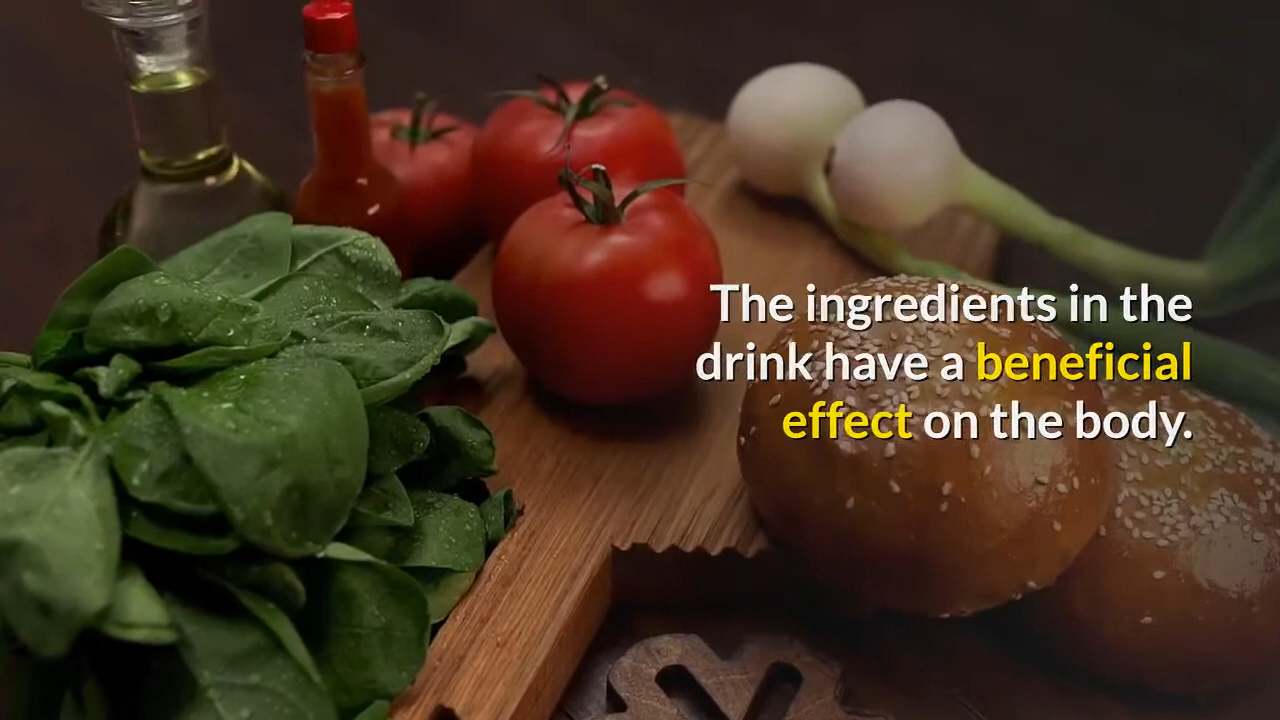 The ingredients in the
drink have a beneficial
effect on the body.